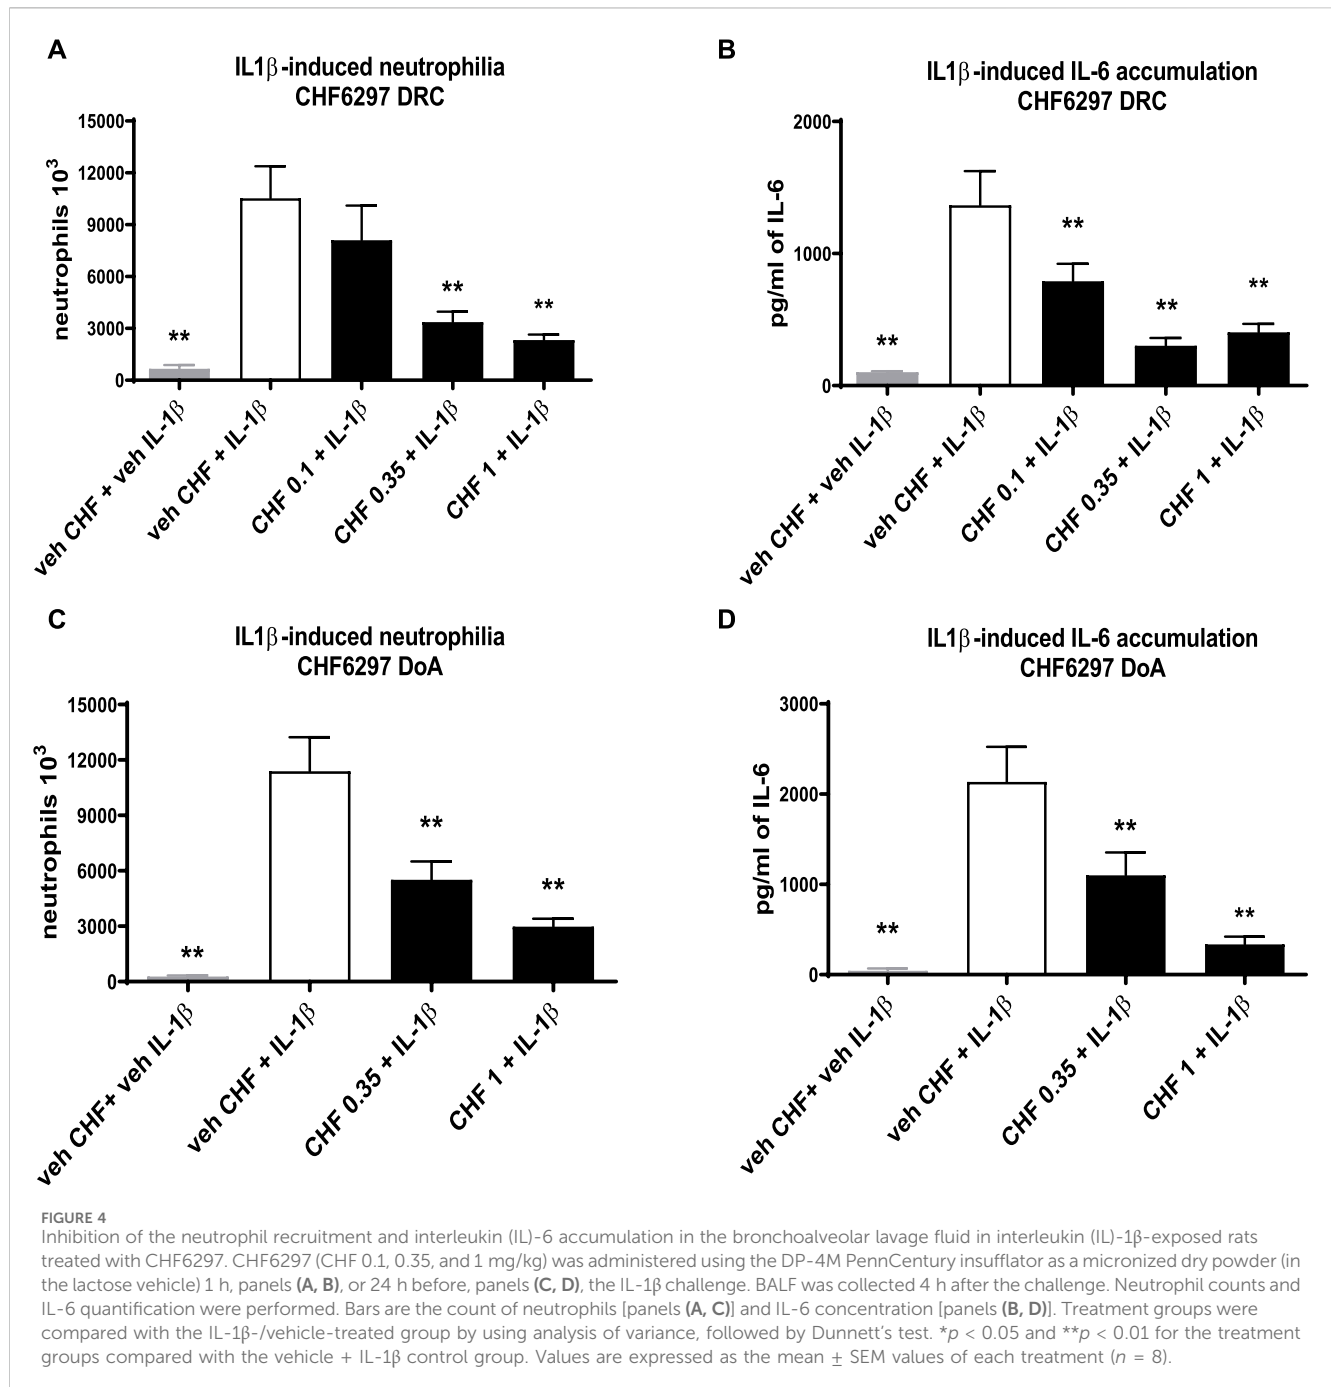 A
IL1β-induced neutrophilia
CHF6297 DRC
neutrophils 10³
15000
12000
9000
6000
3000
0
**
**
**
veh CHF + veh IL-1β
veh CHF + IL-1β
CHF 0.1 + IL-1β
CHF 0.35 + IL-1β
CHF 1 + IL-1β
B
IL1β-induced IL-6 accumulation
CHF6297 DRC
pg/ml of IL-6
2000
1000
0
**
**
**
**
veh CHF + veh IL-1β
veh CHF + IL-1β
CHF 0.1 + IL-1β
CHF 0.35 + IL-1β
CHF 1 + IL-1β
C
IL1β-induced neutrophilia
CHF6297 DoA
neutrophils 10³
15000
12000
9000
6000
3000
0
**
**
**
veh CHF+ veh IL-1β
veh CHF + IL-1β
CHF 0.35 + IL-1β
CHF 1 + IL-1β
D
IL1β-induced IL-6 accumulation
CHF6297 DoA
pg/ml of IL-6
3000
2000
1000
0
**
**
**
veh CHF+ veh IL-1β
veh CHF + IL-1β
CHF 0.35 + IL-1β
CHF 1 + IL-1β
FIGURE 4
Inhibition of the neutrophil recruitment and interleukin (IL)-6 accumulation in the bronchoalveolar lavage fluid in interleukin (IL)-1β-exposed rats
treated with CHF6297. CHF6297 (CHF 0.1, 0.35, and 1 mg/kg) was administered using the DP-4M PennCentury insufflator as a micronized dry powder (in
the lactose vehicle) 1 h, panels (A, B), or 24 h before, panels (C, D), the IL-1β challenge. BALF was collected 4 h after the challenge. Neutrophil counts and
IL-6 quantification were performed. Bars are the count of neutrophils [panels (A, C)] and IL-6 concentration [panels (B, D)]. Treatment groups were
compared with the IL-1β-/vehicle-treated group by using analysis of variance, followed by Dunnett's test. *p < 0.05 and **p < 0.01 for the treatment
groups compared with the vehicle + IL-1β control group. Values are expressed as the mean ± SEM values of each treatment (n = 8).